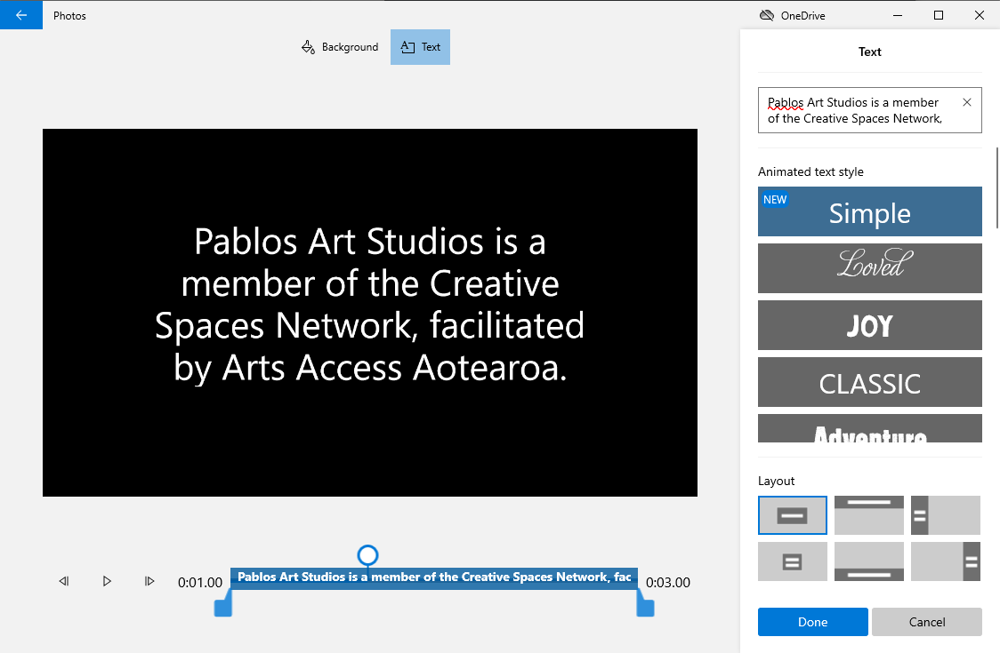 Photos
OneDrive
Background
Text
Text
Pablos Art Studios is a member
of the Creative Spaces Network,
Animated text style
NEW
Simple
Loved
JOY
CLASSIC
Adventure
Layout
Pablos Art Studios is a
member of the Creative
Spaces Network, facilitated
by Arts Access Aotearoa.
0:01.00
Pablos Art Studios is a member of the Creative Spaces Network, fac
0:03.00
Done
Cancel